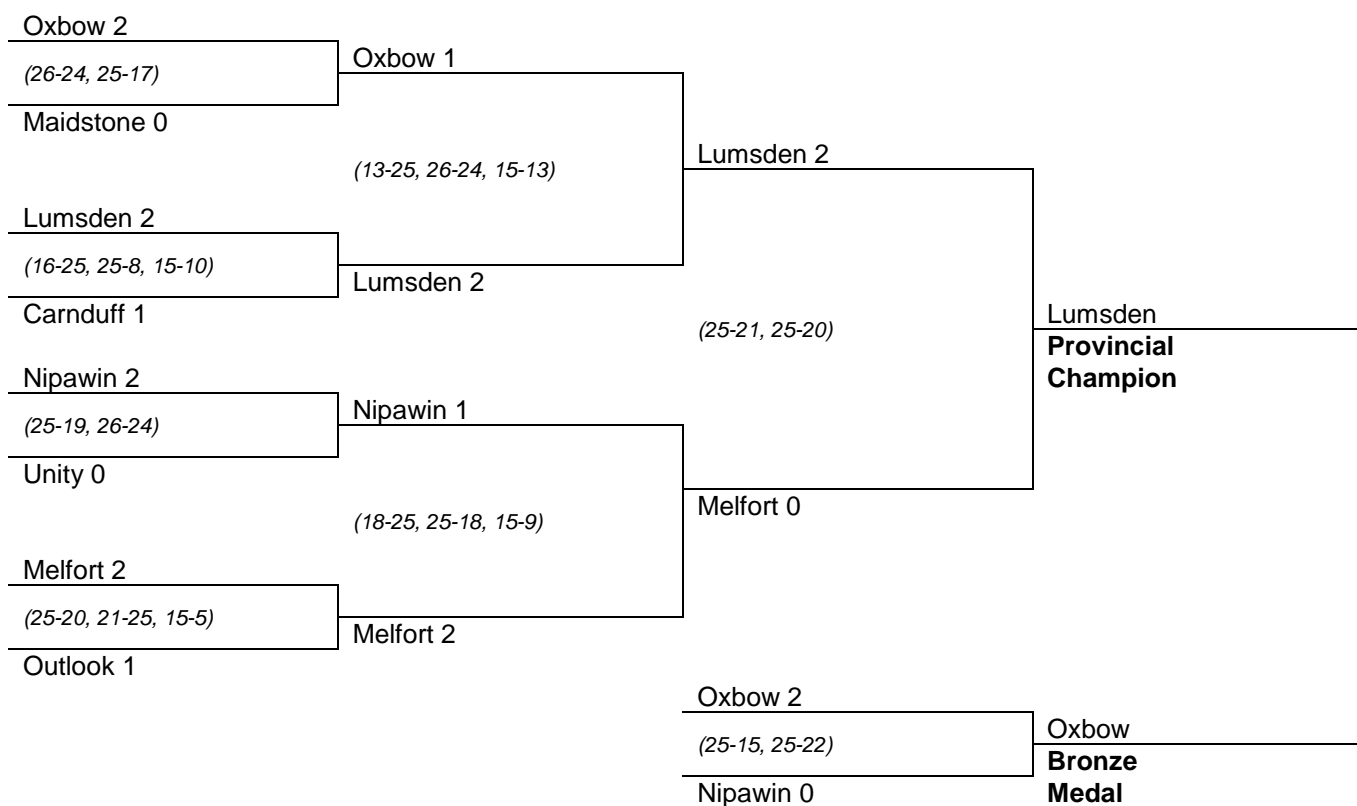 Oxbow 2
(26-24, 25-17)
Maidstone 0
Oxbow 1
(13-25, 26-24, 15-13)
Lumsden 2
Lumsden 2
(16-25, 25-8, 15-10)
Carnduff 1
Lumsden 2
(25-21, 25-20)
Lumsden
Provincial
Champion
Nipawin 2
(25-19, 26-24)
Unity 0
Nipawin 1
(18-25, 25-18, 15-9)
Melfort 0
Melfort 2
(25-20, 21-25, 15-5)
Outlook 1
Melfort 2
Oxbow 2
(25-15, 25-22)
Nipawin 0
Oxbow
Bronze
Medal